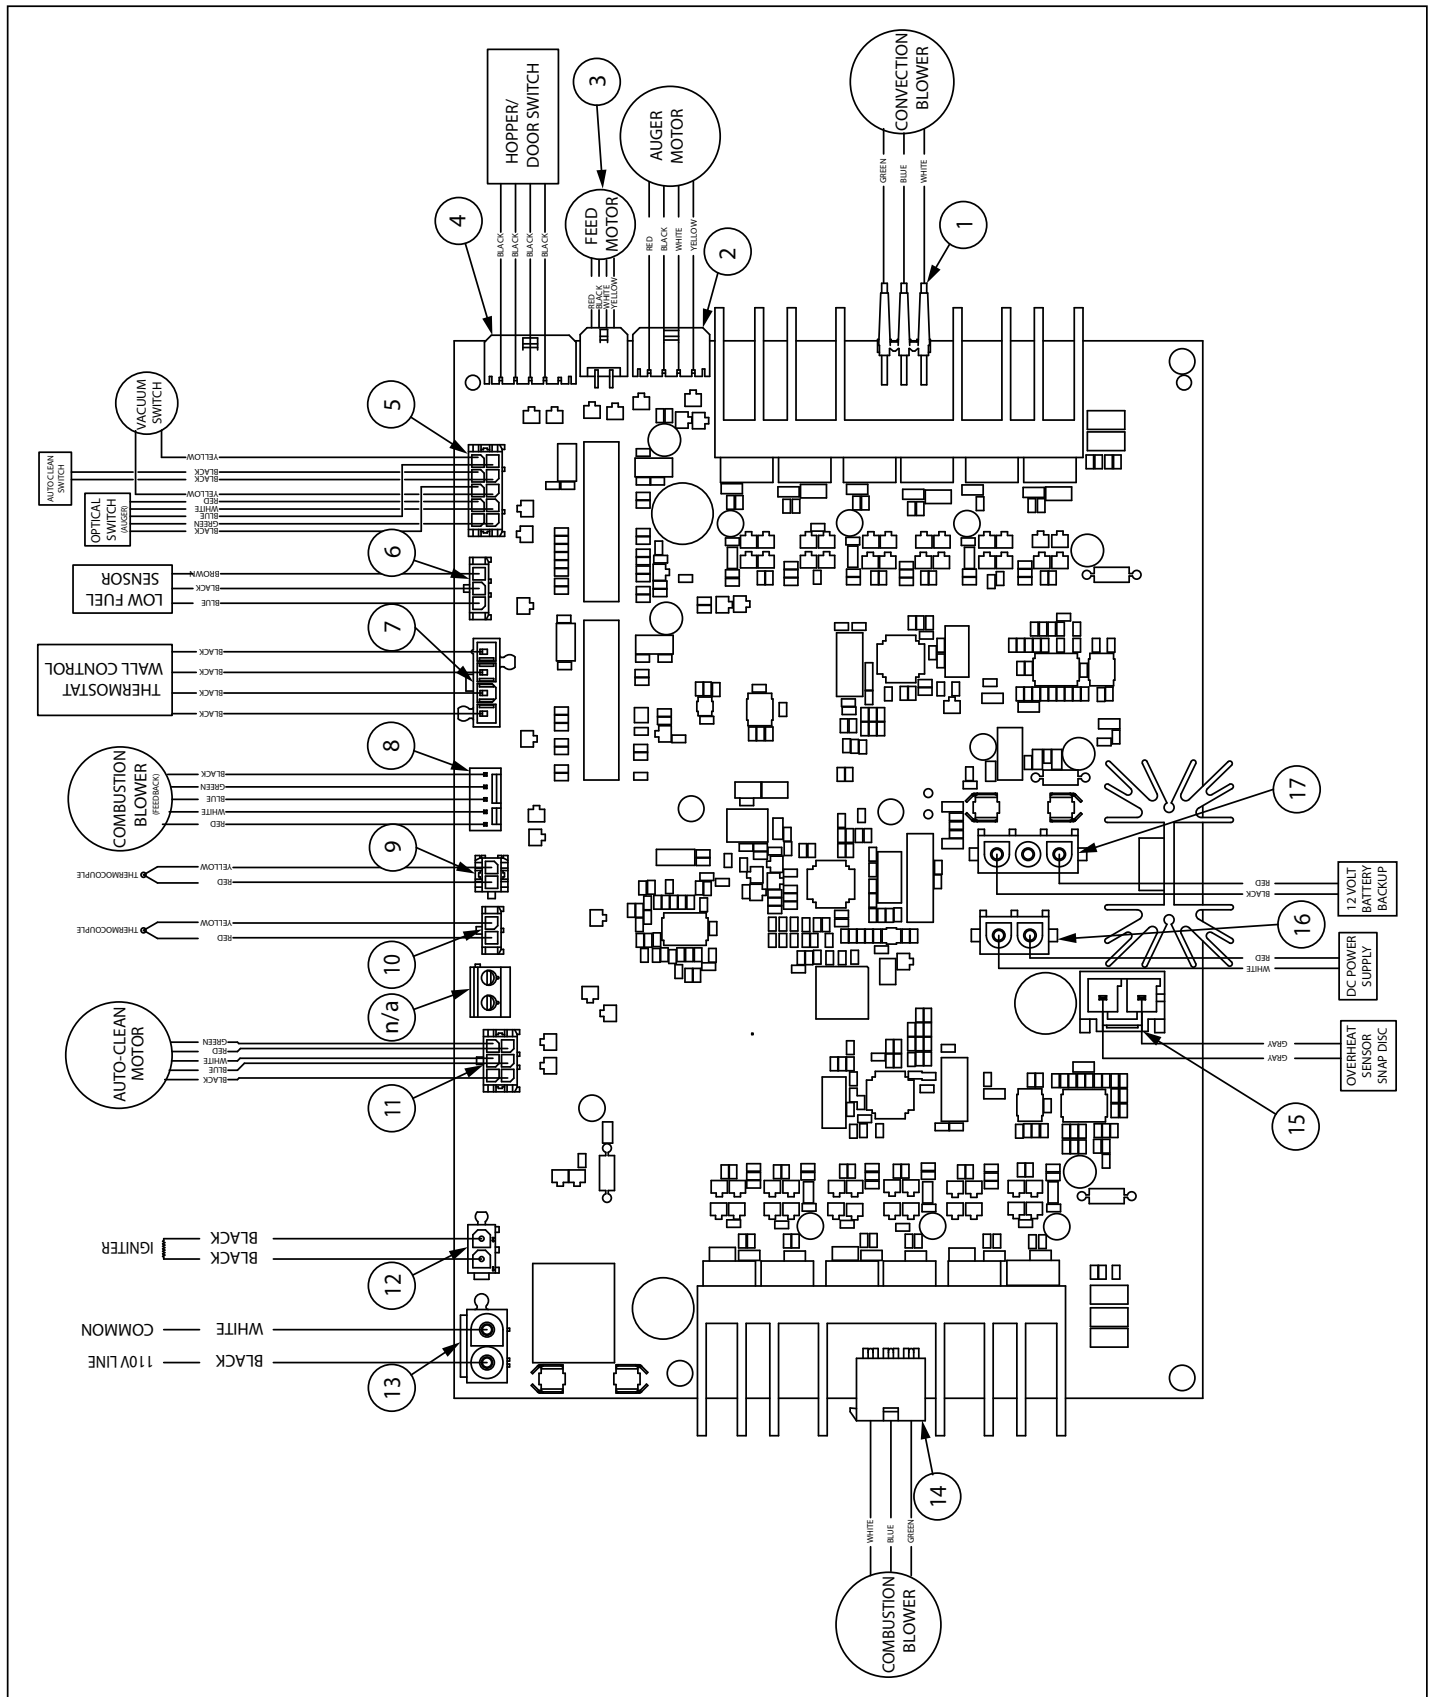 CONVECTION
BLOWER
GREEN
BLUE
WHITE
1
3
AUGER
MOTOR
RED
BLACK
WHITE
YELLOW
2
FEED
MOTOR
RED
BLACK
WHITE
YELLOW
HOPPER/
DOOR SWITCH
BLACK
BLACK
BLACK
BLACK
4
VACUUM
SWITCH
5
AUTO CLEAN
SWITCH
OPTICAL
SWITCH
(AUGER)
YELLOW
BLACK
BLACK
YELLOW
RED
WHITE
BLUE
GREEN
BLACK
6
LOW FUEL
SENSOR
BROWN
BLACK
BLUE
7
THERMOSTAT
WALL CONTROL
BLACK
BLACK
BLACK
BLACK
8
COMBUSTION
BLOWER
(FEEDBACK)
BLACK
GREEN
BLUE
WHITE
RED
9
THERMOCOUPLE
YELLOW
RED
10
THERMOCOUPLE
YELLOW
RED
n/a
AUTO-CLEAN
MOTOR
GREEN
RED
WHITE
BLUE
BLACK
11
IGNITER
BLACK
BLACK
12
COMMON
WHITE
110V LINE
BLACK
13
14
WHITE
BLUE
GREEN
COMBUSTION
BLOWER
17
12 VOLT
BATTERY
BACKUP
RED
BLACK
16
DC POWER
SUPPLY
RED
WHITE
15
OVERHEAT
SENSOR
SNAP DISC
GRAY
GRAY